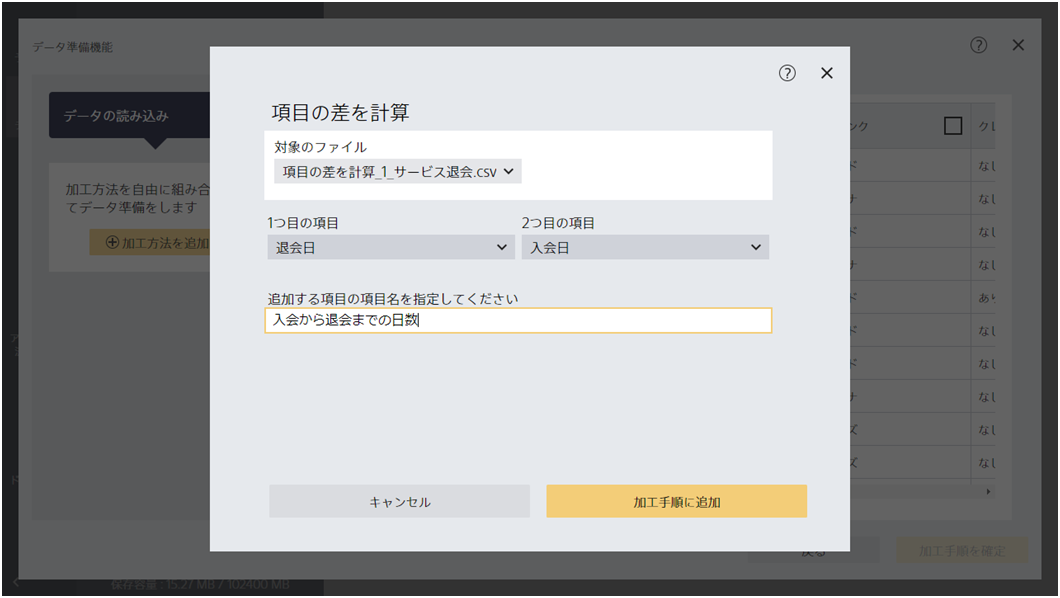 データ準備機能
データの読み込み
加工方法を自由に組み合
てデータ準備をします
加工方法を追加
項目の差を計算
対象のファイル
項目の差を計算_1_サービス退会.csv
1つ目の項目
2つ目の項目
退会日
入会日
追加する項目の項目名を指定してください
入会から退会までの日数
キャンセル
加工手順に追加
ンク
クレ
ド
なし
ナ
なし
ド
なし
ナ
なし
ド
あり
ド
なし
ド
なし
ナ
なし
ズ
なし
ズ
なし
戻る
加工手順を確定
保存容量 : 15.27 MB / 102400 MB